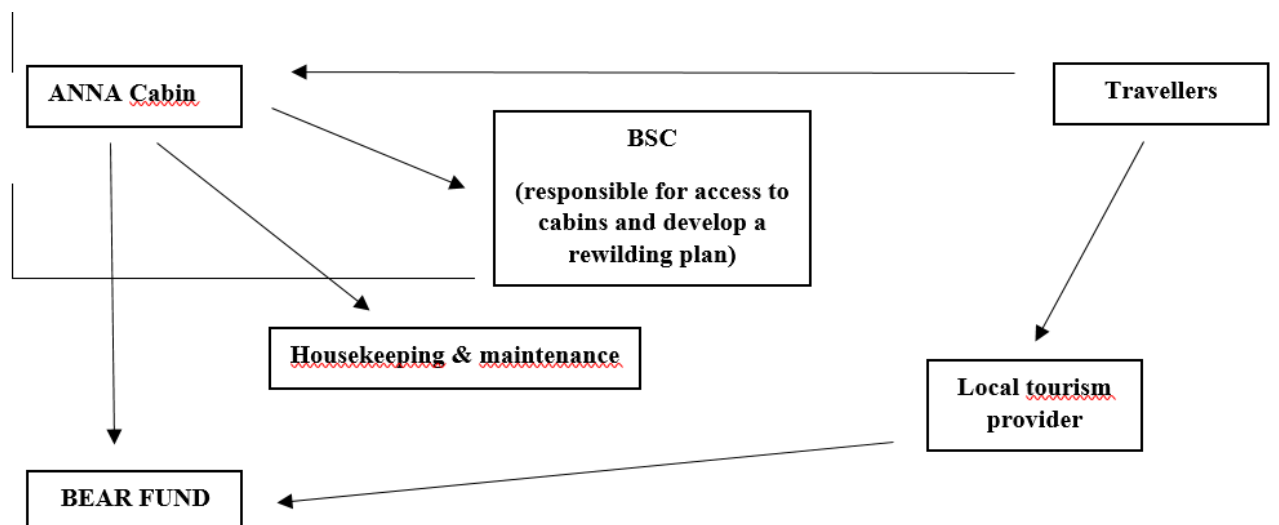 ANNA Cabin
Travellers
BSC
(responsible for access to
cabins and develop a
rewilding plan)
Housekeeping & maintenance
Local tourism
provider
BEAR FUND